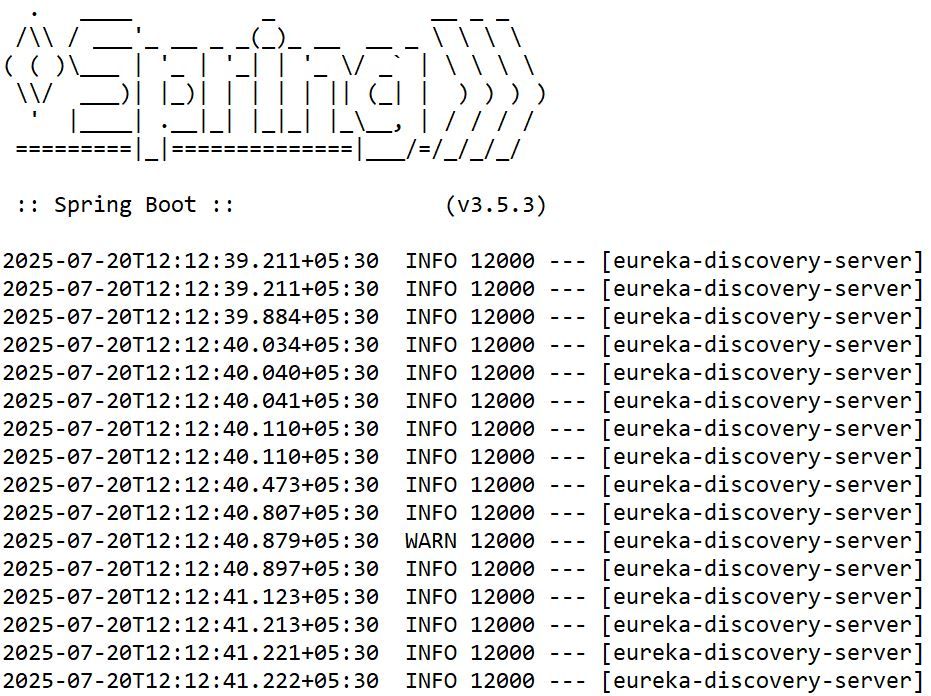 .   ____          _            __ _ _
 /\\ / ___'_ __ _ _(_)_ __  __ _ \ \ \ \
( ( )\___ | '_ | '_| | '_ \/ _` | \ \ \ \
 \\/  ___)| |_)| | | | | || (_| |  ) ) ) )
  '  |____| .__|_| |_|_| |_\__, | / / / /
 =========|_|==============|___/=/_/_/_/

 :: Spring Boot ::                (v3.5.3)

2025-07-20T12:12:39.211+05:30  INFO 12000 --- [eureka-discovery-server]
2025-07-20T12:12:39.211+05:30  INFO 12000 --- [eureka-discovery-server]
2025-07-20T12:12:39.884+05:30  INFO 12000 --- [eureka-discovery-server]
2025-07-20T12:12:40.034+05:30  INFO 12000 --- [eureka-discovery-server]
2025-07-20T12:12:40.040+05:30  INFO 12000 --- [eureka-discovery-server]
2025-07-20T12:12:40.041+05:30  INFO 12000 --- [eureka-discovery-server]
2025-07-20T12:12:40.110+05:30  INFO 12000 --- [eureka-discovery-server]
2025-07-20T12:12:40.110+05:30  INFO 12000 --- [eureka-discovery-server]
2025-07-20T12:12:40.473+05:30  INFO 12000 --- [eureka-discovery-server]
2025-07-20T12:12:40.807+05:30  INFO 12000 --- [eureka-discovery-server]
2025-07-20T12:12:40.879+05:30  WARN 12000 --- [eureka-discovery-server]
2025-07-20T12:12:40.897+05:30  INFO 12000 --- [eureka-discovery-server]
2025-07-20T12:12:41.123+05:30  INFO 12000 --- [eureka-discovery-server]
2025-07-20T12:12:41.213+05:30  INFO 12000 --- [eureka-discovery-server]
2025-07-20T12:12:41.221+05:30  INFO 12000 --- [eureka-discovery-server]
2025-07-20T12:12:41.222+05:30  INFO 12000 --- [eureka-discovery-server]